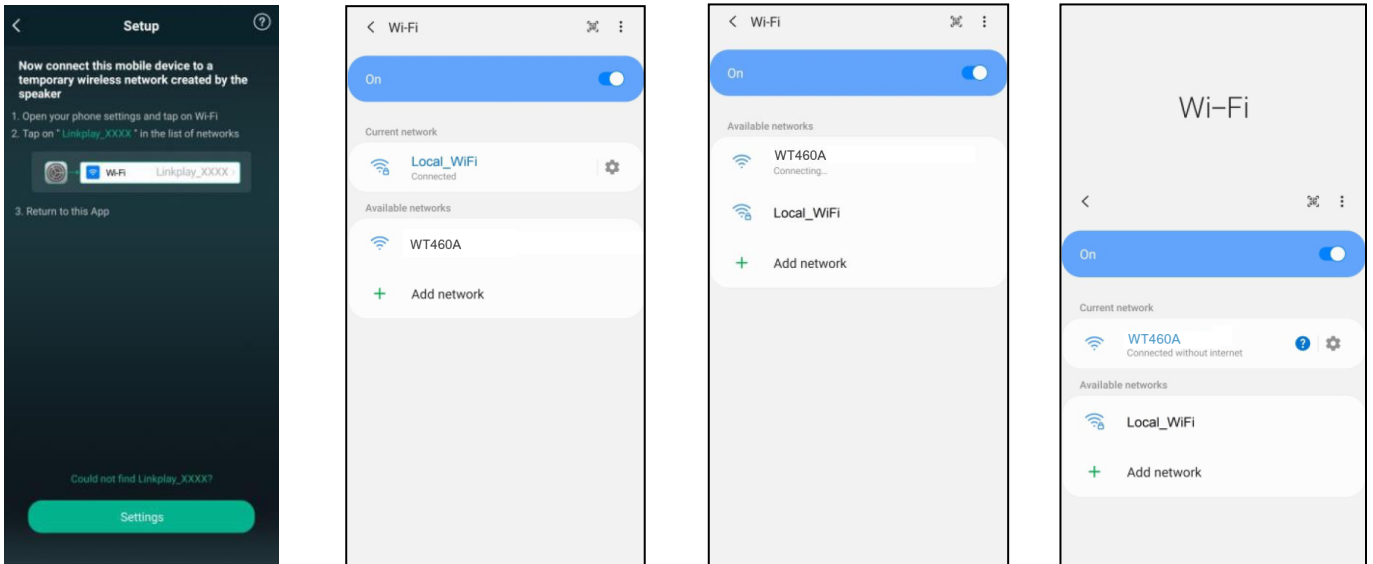 Setup
?
Now connect this mobile device to a
temporary wireless network created by the
speaker
1. Open your phone settings and tap on Wi-Fi
2. Tap on " Linkplay_XXXX " in the list of networks
Wi-Fi Linkplay_XXXX
3. Return to this App
Could not find Linkplay_XXXX?
Settings
Wi-Fi
On
Current network
Local_WiFi
Connected
Available networks
WT460A
Add network
Wi-Fi
On
Available networks
WT460A
Connecting...
Local_WiFi
Add network
Wi-Fi
On
Current network
WT460A
Connected without internet
?
Available networks
Local_WiFi
Add network